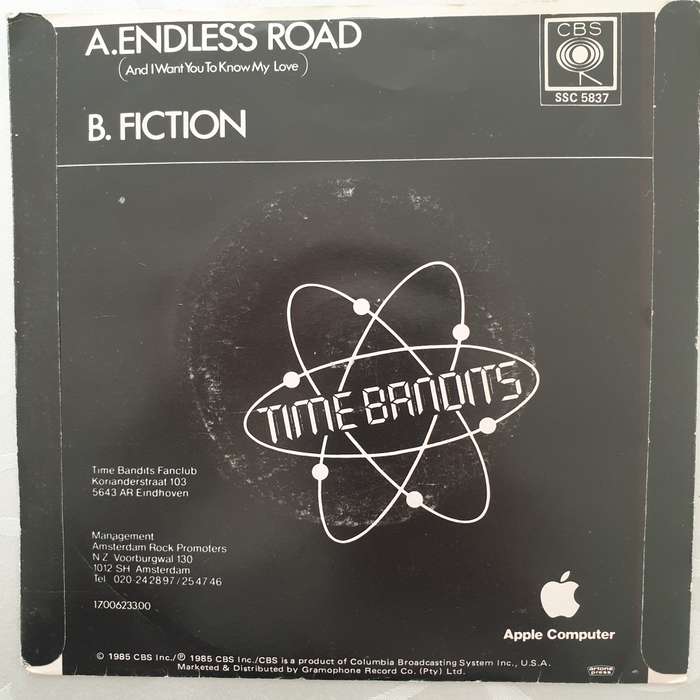 A.ENDLESS ROAD
(And I Want You To Know My Love)
B. FICTION
CBS
SSC 5837
TIME BANDITS
Time Bandits Fanclub
Korianderstraat 103
5643 AR Eindhoven
Management
Amsterdam Rock Promoters
N.Z. Voorburgwal 130
1012 SH Amsterdam
Tel 020-242897/254746
1700623300
Apple Computer
© 1985 CBS Inc./℗ 1985 CBS Inc./CBS is a product of Columbia Broadcasting System Inc., U.S.A.
Marketed & Distributed by Gramophone Record Co. (Pty) Ltd.
artone
press